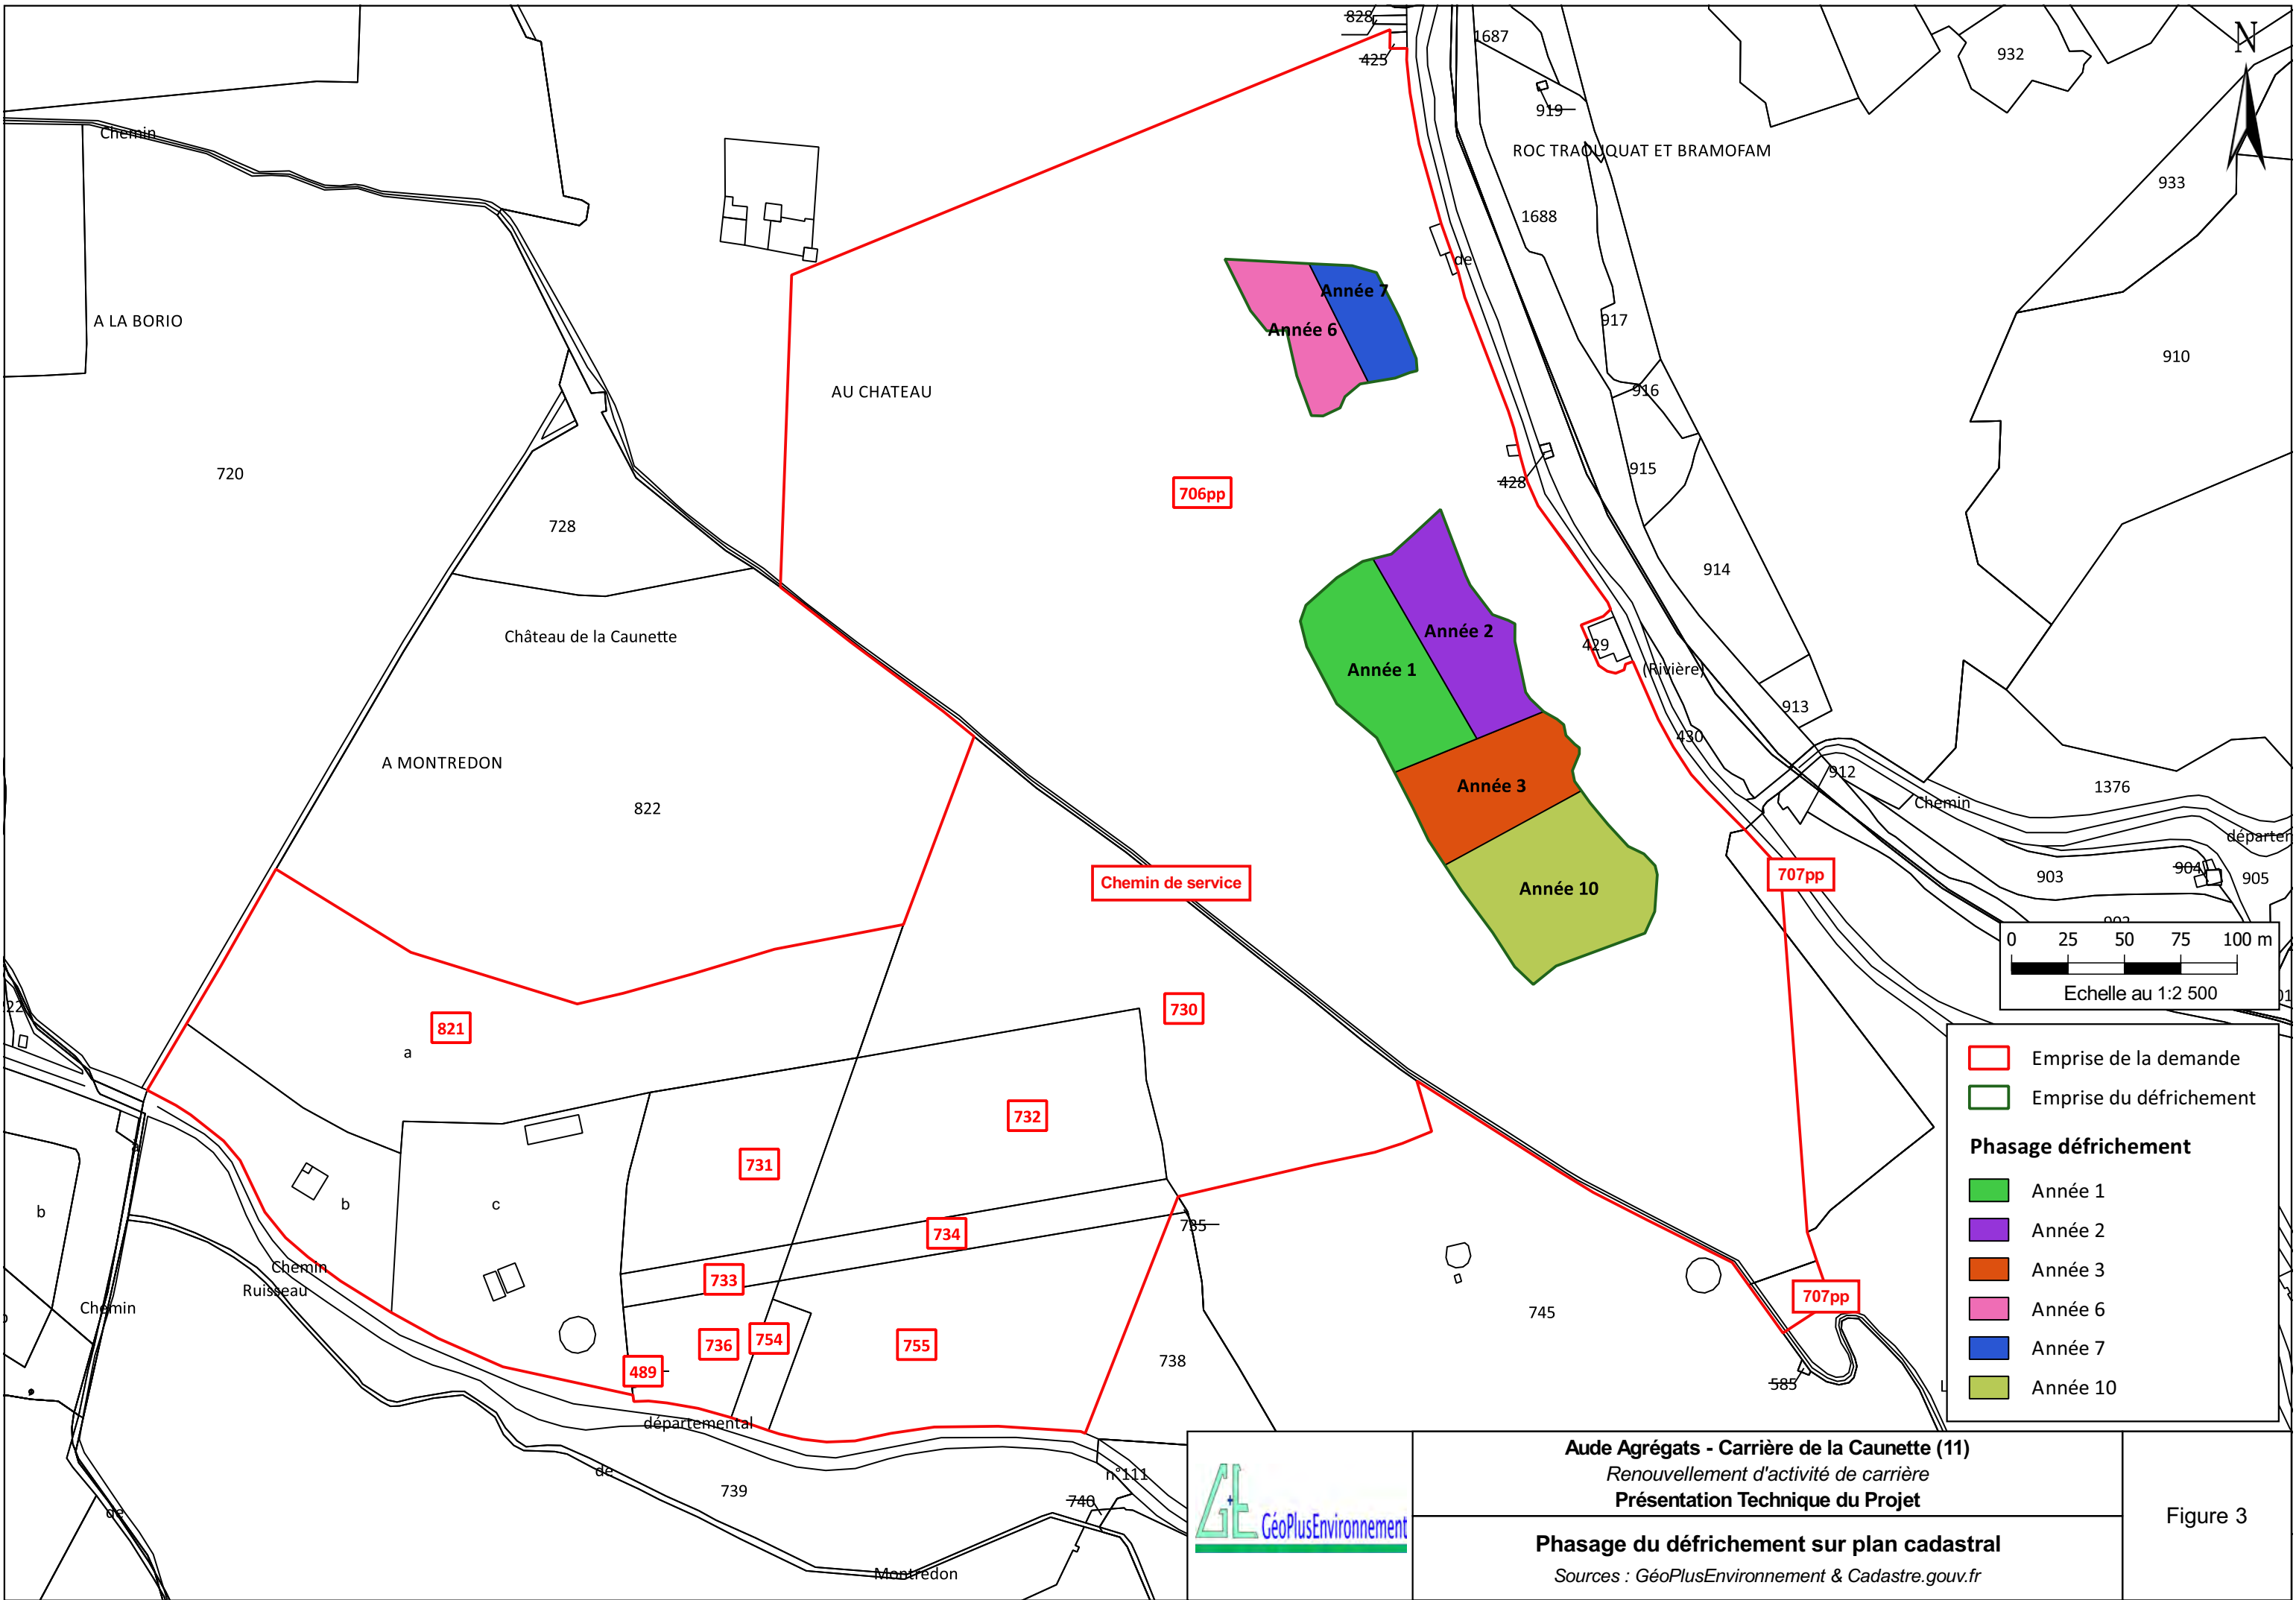 828
425
1687
919
932
N
Chemin
ROC TRAOUQUAT ET BRAMOFAM
933
1688
de
Année 7
A LA BORIO
917
Année 6
910
AU CHATEAU
916
720
915
706pp
428
728
914
Année 2
Château de la Caunette
429
Année 1
(Rivière)
913
430
A MONTREDON
912
Année 3
1376
Chemin
822
départer
904
707pp
903
905
Chemin de service
Année 10
0 25 50 75 100 m
Echelle au 1:2 500
730
821
a
Emprise de la demande
Emprise du défrichement
732
Phasage défrichement
731
Année 1
b
b
c
735
734
Année 2
Chemin
733
Année 3
Ruisseau
707pp
Chemin
Année 6
745
754
736
755
Année 7
738
489
585
Année 10
départemental
de
n°111
739
740
de
Montredon
GéoPlusEnvironnement
Aude Agrégats - Carrière de la Caunette (11)
Renouvellement d'activité de carrière
Présentation Technique du Projet
Phasage du défrichement sur plan cadastral
Sources : GéoPlusEnvironnement & Cadastre.gouv.fr
Figure 3